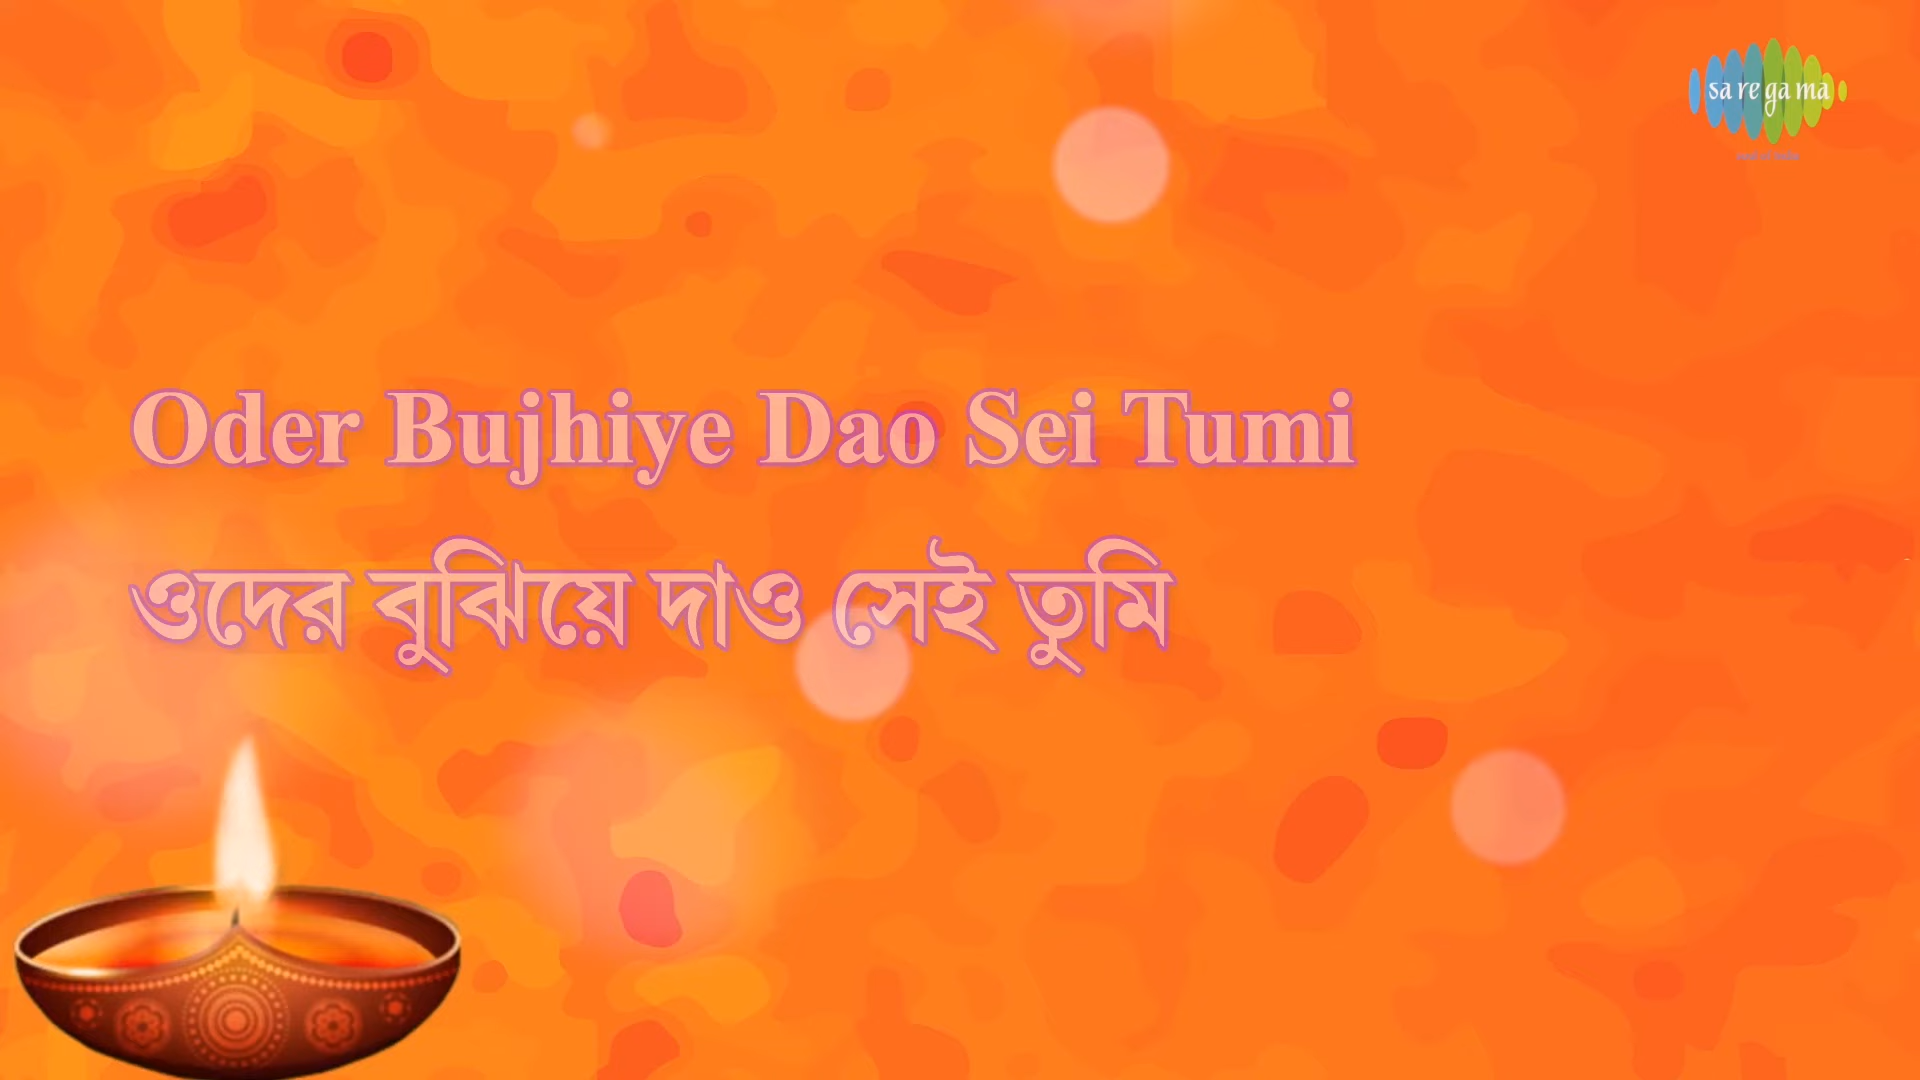 sa re ga ma
Oder Bujhiye Dao Sei Tumi
ওদের বুঝিয়ে দাও সেই তুমি